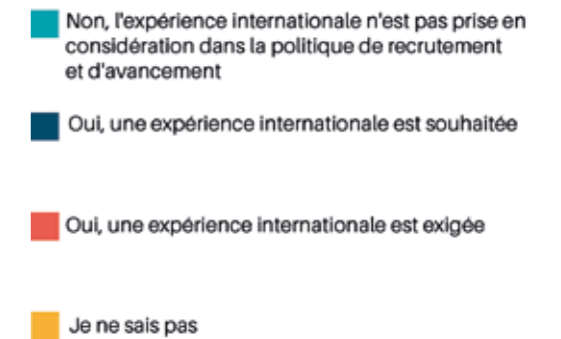 Non, l'expérience internationale n'est pas prise en
considération dans la politique de recrutement
et d'avancement
Oui, une expérience internationale est souhaitée
Oui, une expérience internationale est exigée
Je ne sais pas